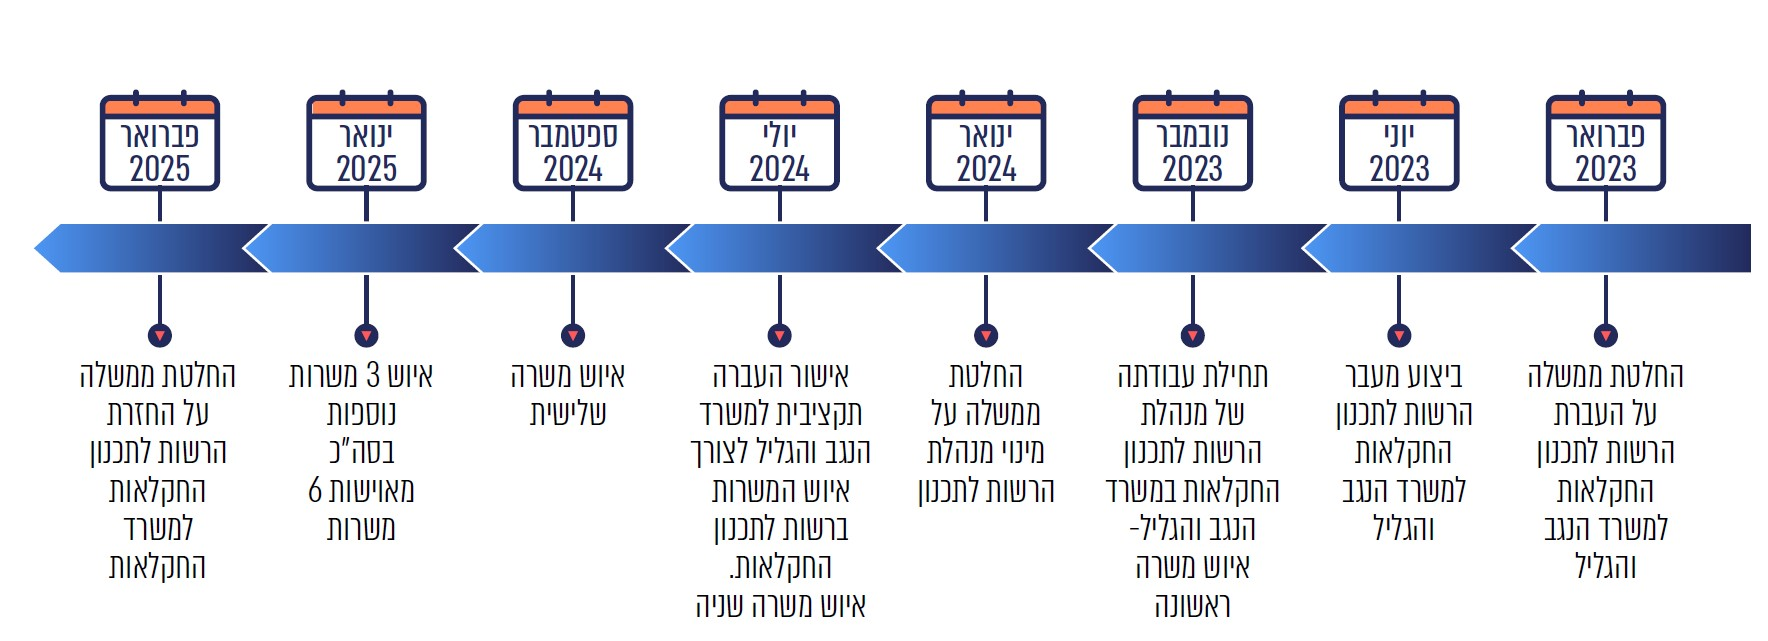 פברואר
2023
החלטת ממשלה
על העברת
הרשות לתכנון
החקלאות
למשרד הנגב
והגליל
יוני
2023
ביצוע מעבר
הרשות לתכנון
החקלאות
למשרד הנגב
והגליל
נובמבר
2023
תחילת עבודתה
של מנהלת
הרשות לתכנון
החקלאות במשרד
הנגב והגליל-
איוש משרה
ראשונה
ינואר
2024
החלטת
ממשלה על
מינוי מנהלת
הרשות לתכנון
יולי
2024
אישור העברה
תקציבית למשרד
הנגב והגליל לצורך
איוש המשרות
ברשות לתכנון
החקלאות.
איוש משרה שניה
ספטמבר
2024
איוש משרה
שלישית
ינואר
2025
איוש 3 משרות
נוספות
בסה"כ
מאוישות 6
משרות
פברואר
2025
החלטת ממשלה
על החזרת
הרשות לתכנון
החקלאות
למשרד
החקלאות